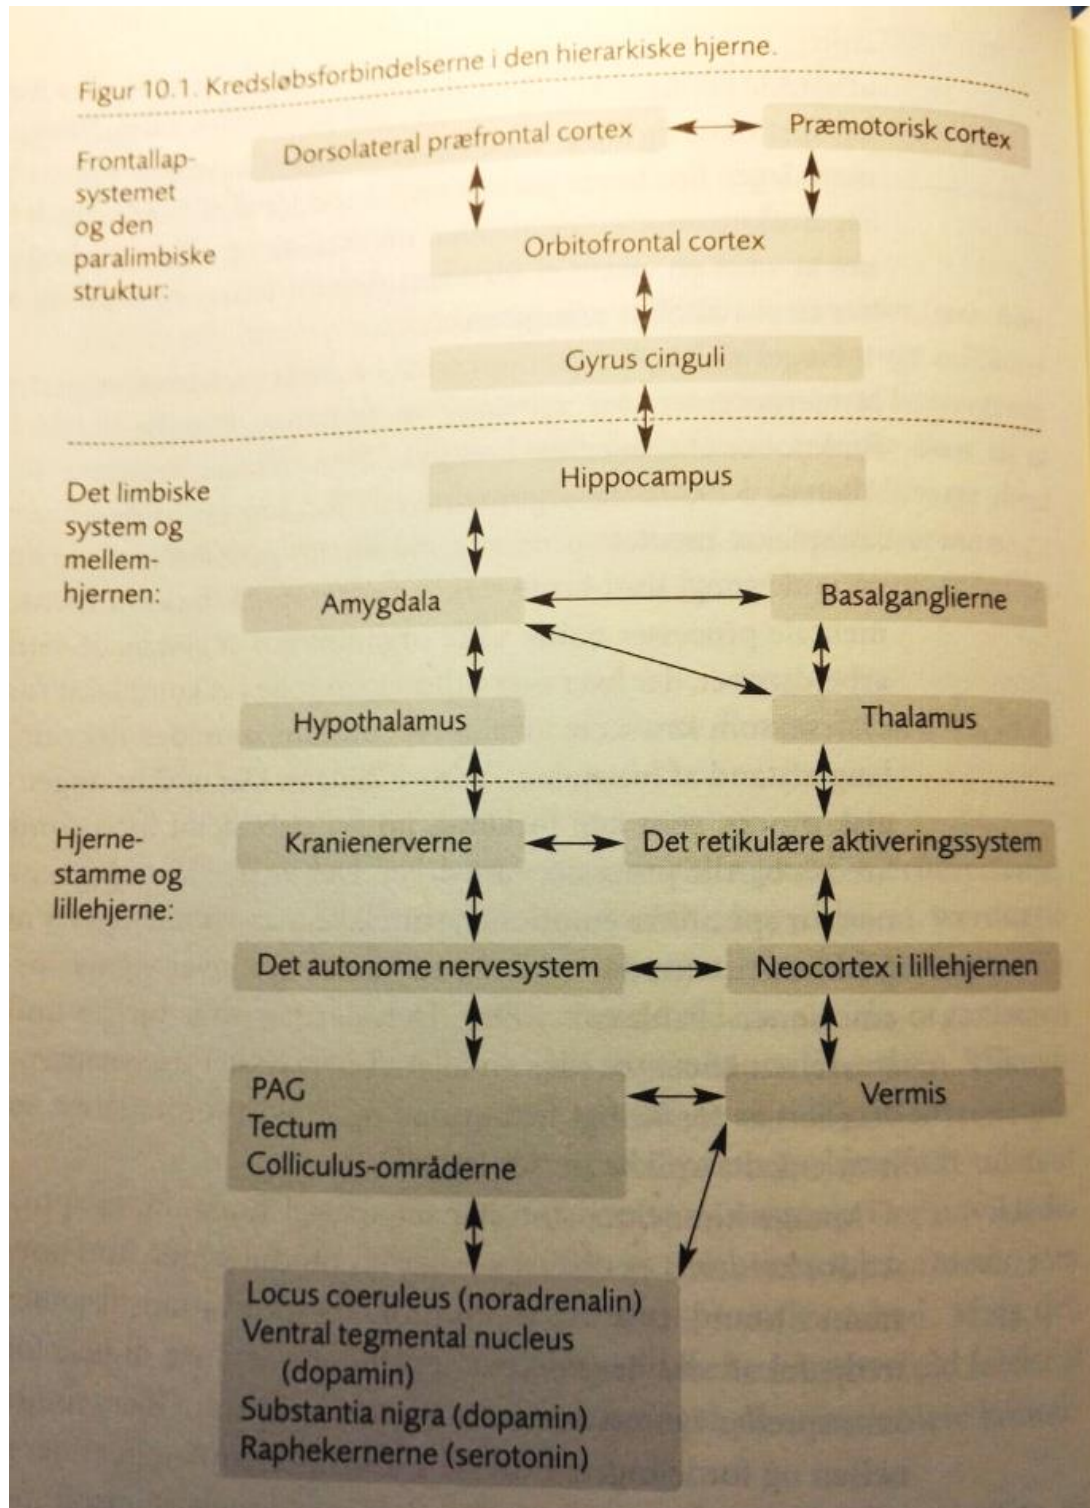 Figur 10.1. Kredsløbsforbindelserne i den hierarkiske hjerne.
Frontallap-
systemet
og den
paralimbiske
struktur:
Dorsolateral præfrontal cortex
Præmotorisk cortex
Orbitofrontal cortex
Gyrus cinguli
Det limbiske
system og
mellem-
hjernen:
Hippocampus
Amygdala
Basalganglierne
Hypothalamus
Thalamus
Hjerne-
stamme og
lillehjerne:
Kranienerverne
Det retikulære aktiveringssystem
Det autonome nervesystem
Neocortex i lillehjernen
PAG
Tectum
Colliculus-områderne
Vermis
Locus coeruleus (noradrenalin)
Ventral tegmental nucleus
(dopamin)
Substantia nigra (dopamin)
Raphekernerne (serotonin)